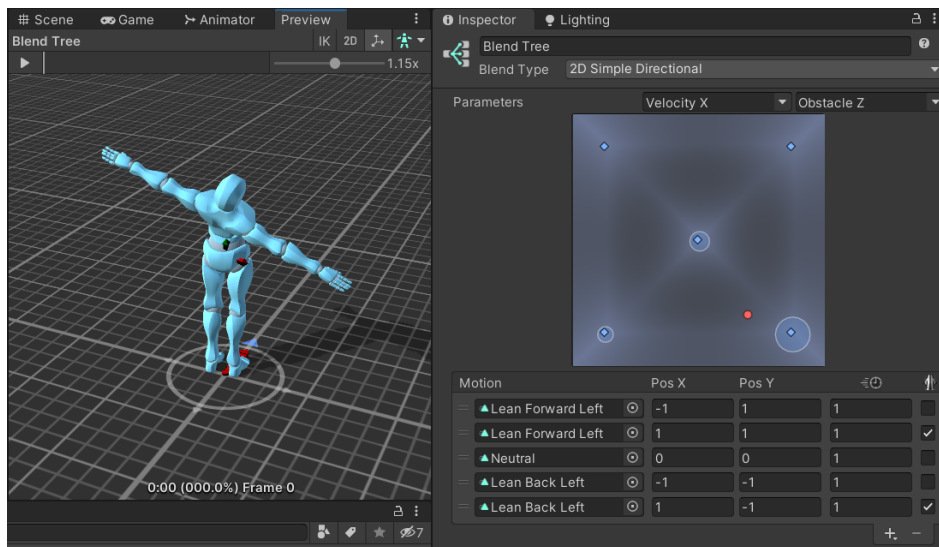 Scene Game Animator Preview
Blend Tree IK 2D
1.15x
0:00 (000.0%) Frame 0
7
Inspector Lighting
Blend Tree
Blend Type 2D Simple Directional
Parameters Velocity X Obstacle Z
Motion Pos X Pos Y
Lean Forward Left -1 1 1
Lean Forward Left 1 1 1
Neutral 0 0 1
Lean Back Left -1 -1 1
Lean Back Left 1 -1 1